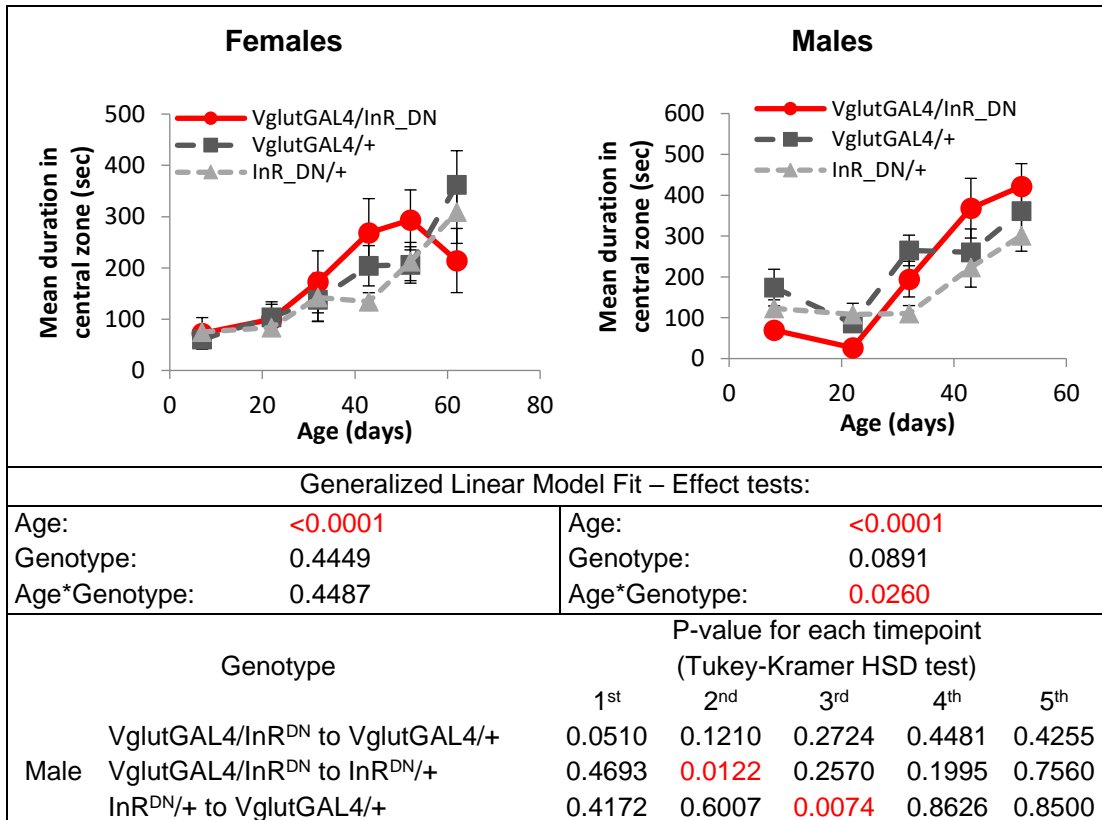 Females
500
400
300
200
100
0
0 20 40 60 80
Mean duration in
central zone (sec)
Age (days)
VglutGAL4/InR_DN
VglutGAL4/+
InR_DN/+
Males
600
500
400
300
200
100
0
0 20 40 60
Mean duration in
central zone (sec)
Age (days)
VglutGAL4/InR_DN
VglutGAL4/+
InR_DN/+
Generalized Linear Model Fit – Effect tests:
Age: <0.0001
Genotype: 0.4449
Age*Genotype: 0.4487
Age: <0.0001
Genotype: 0.0891
Age*Genotype: 0.0260
Genotype
P-value for each timepoint
(Tukey-Kramer HSD test)
1st 2nd 3rd 4th 5th
Male
VglutGAL4/InRDN to VglutGAL4/+ 0.0510 0.1210 0.2724 0.4481 0.4255
VglutGAL4/InRDN to InRDN/+ 0.4693 0.0122 0.2570 0.1995 0.7560
InRDN/+ to VglutGAL4/+ 0.4172 0.6007 0.0074 0.8626 0.8500